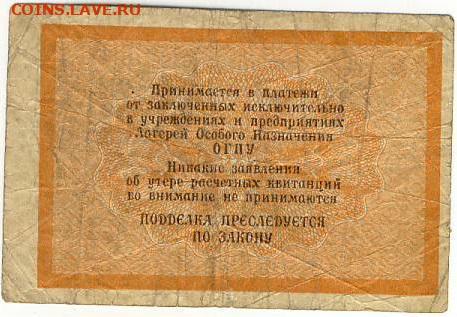 COINS.LAVE.RU
Принимается в платежи
от заключенных исключительно
в учреждениях и предприятиях
Лагерей Особого Назначения
ОГПУ
Никакие заявления
об утере расчетных квитанций
во внимание не принимаются
ПОДДЕЛКА ПРЕСЛЕДУЕТСЯ
ПО ЗАКОНУ